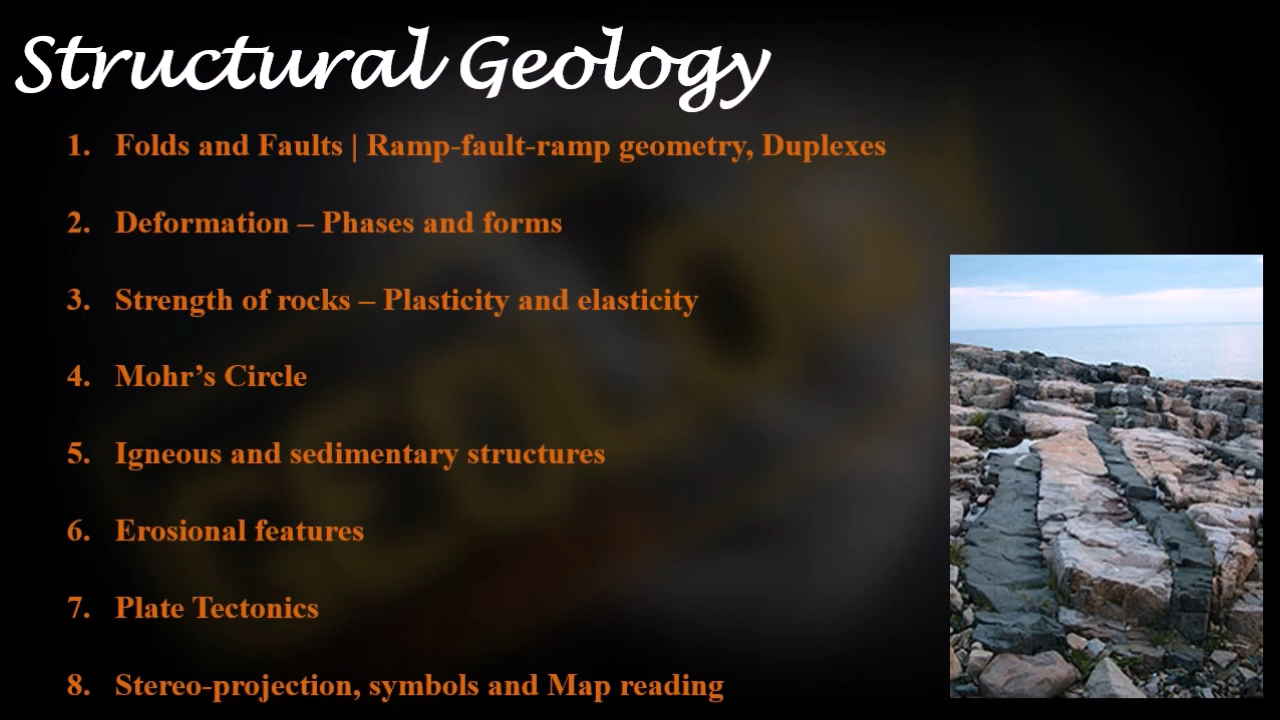 Structural Geology
1. Folds and Faults | Ramp-fault-ramp geometry, Duplexes
2. Deformation – Phases and forms
3. Strength of rocks – Plasticity and elasticity
4. Mohr’s Circle
5. Igneous and sedimentary structures
6. Erosional features
7. Plate Tectonics
8. Stereo-projection, symbols and Map reading